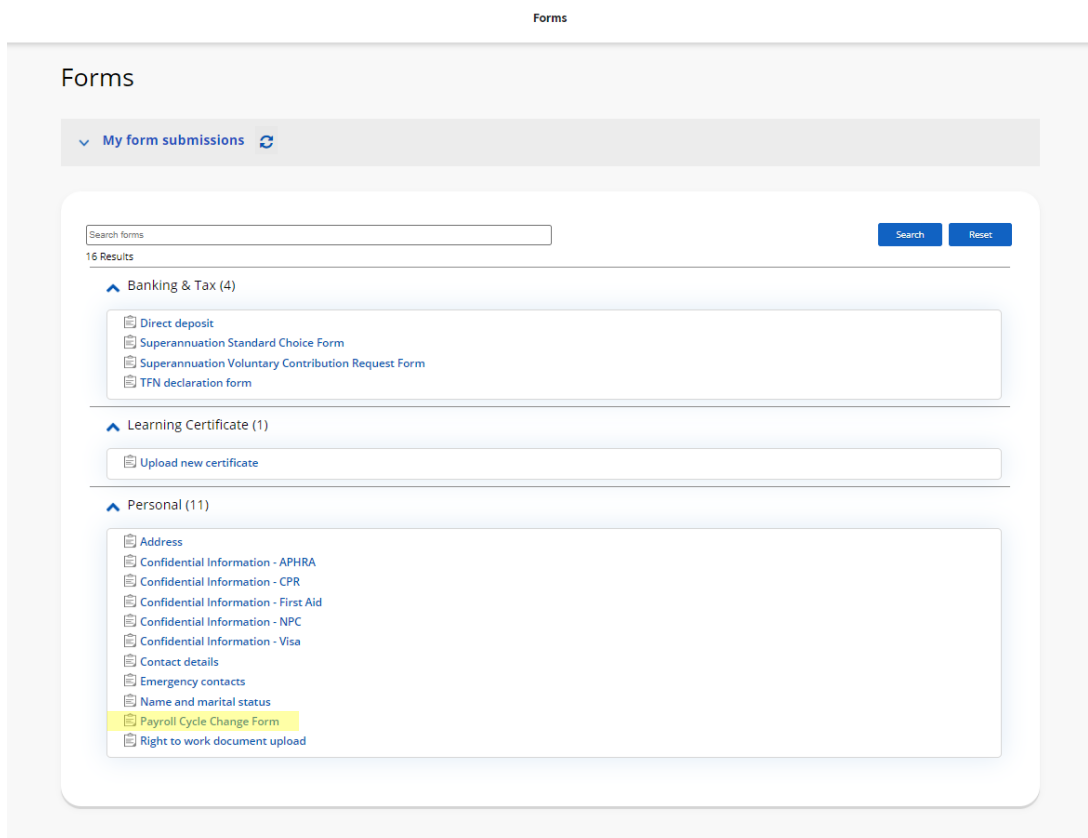 Forms
Forms
My form submissions
Search forms
Search
Reset
16 Results
Banking & Tax (4)
Direct deposit
Superannuation Standard Choice Form
Superannuation Voluntary Contribution Request Form
TFN declaration form
Learning Certificate (1)
Upload new certificate
Personal (11)
Address
Confidential Information - APHRA
Confidential Information - CPR
Confidential Information - First Aid
Confidential Information - NPC
Confidential Information - Visa
Contact details
Emergency contacts
Name and marital status
Payroll Cycle Change Form
Right to work document upload